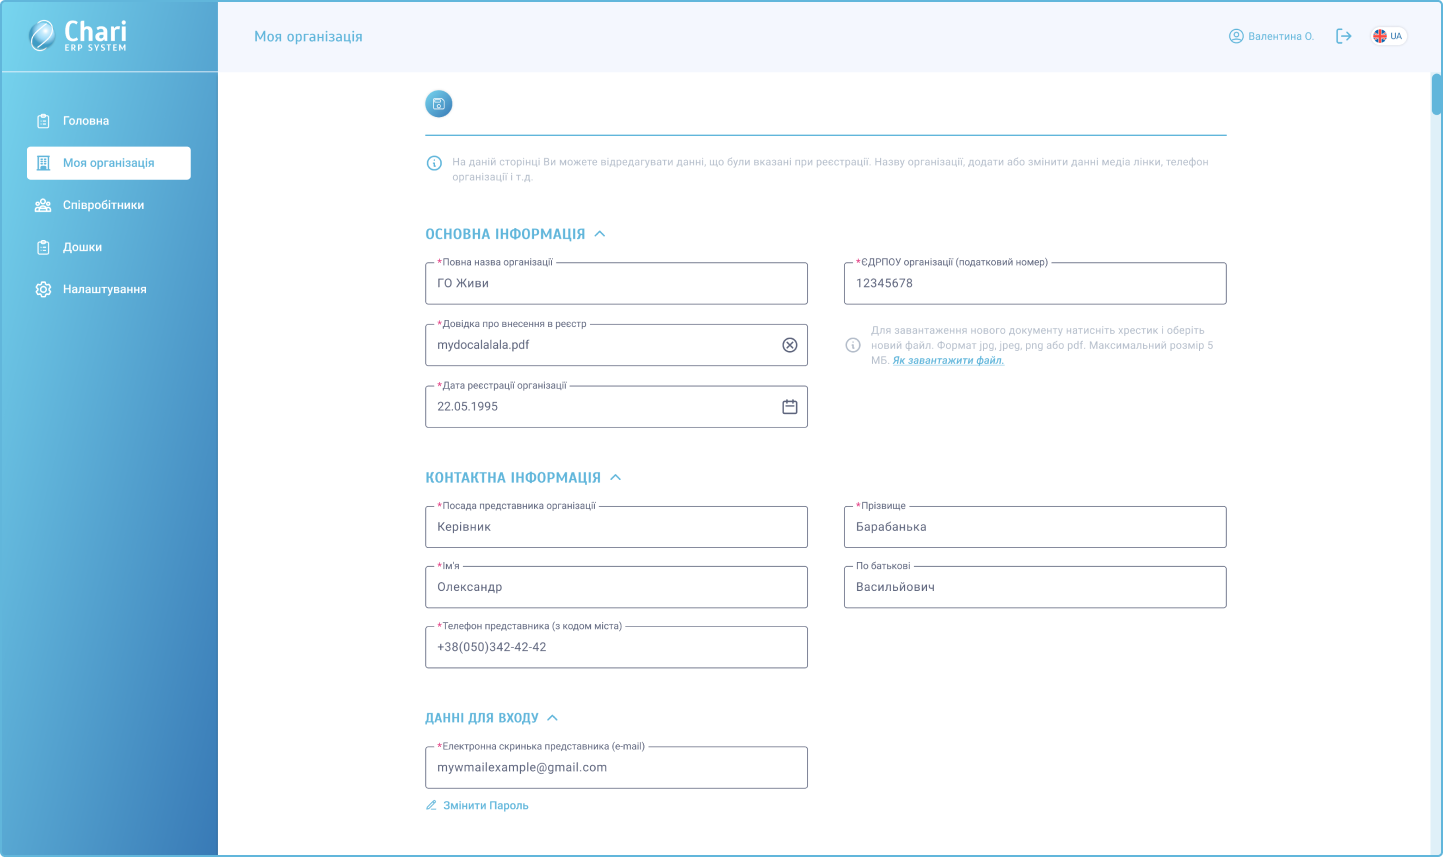 Chari
ERP SYSTEM
Моя організація
Валентина О.
UA
Головна
Моя організація
Співробітники
Дошки
Налаштування
На даній сторінці Ви можете відредагувати данні, що були вказані при реєстрації. Назву організації, додати або змінити данні медіа лінки, телефон
організації і т.д.
ОСНОВНА ІНФОРМАЦІЯ
*Повна назва організації
ГО Живи
*ЄДРПОУ організації (податковий номер)
12345678
*Довідка про внесення в реєстр
mydocalalala.pdf
Для завантаження нового документу натисніть хрестик і оберіть
новий файл. Формат jpg, jpeg, png або pdf. Максимальний розмір 5
МБ. Як завантажити файл.
*Дата реєстрації організації
22.05.1995
КОНТАКТНА ІНФОРМАЦІЯ
*Посада представника організації
Керівник
*Прізвище
Барабанька
*Ім'я
Олександр
По батькові
Васильйович
*Телефон представника (з кодом міста)
+38(050)342-42-42
ДАННІ ДЛЯ ВХОДУ
*Електронна скринька представника (e-mail)
mywmailexample@gmail.com
Змінити Пароль